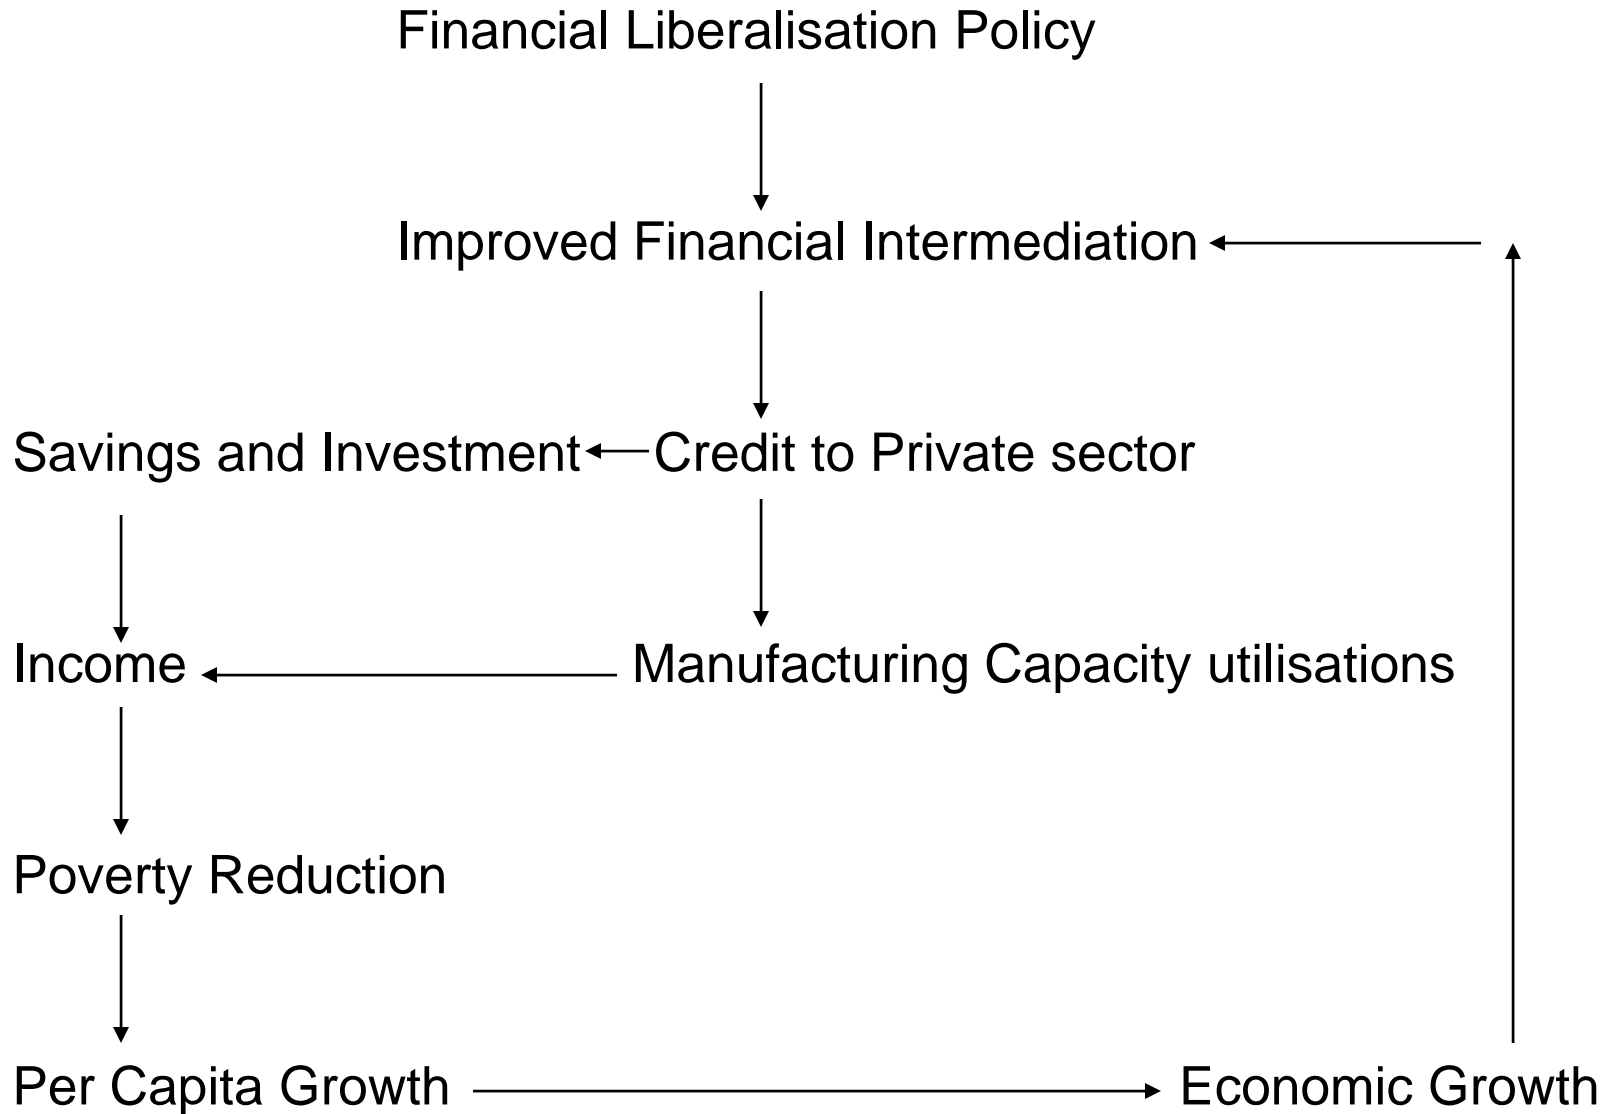 Financial Liberalisation Policy
Improved Financial Intermediation
Savings and Investment
Credit to Private sector
Income
Manufacturing Capacity utilisations
Poverty Reduction
Per Capita Growth
Economic Growth